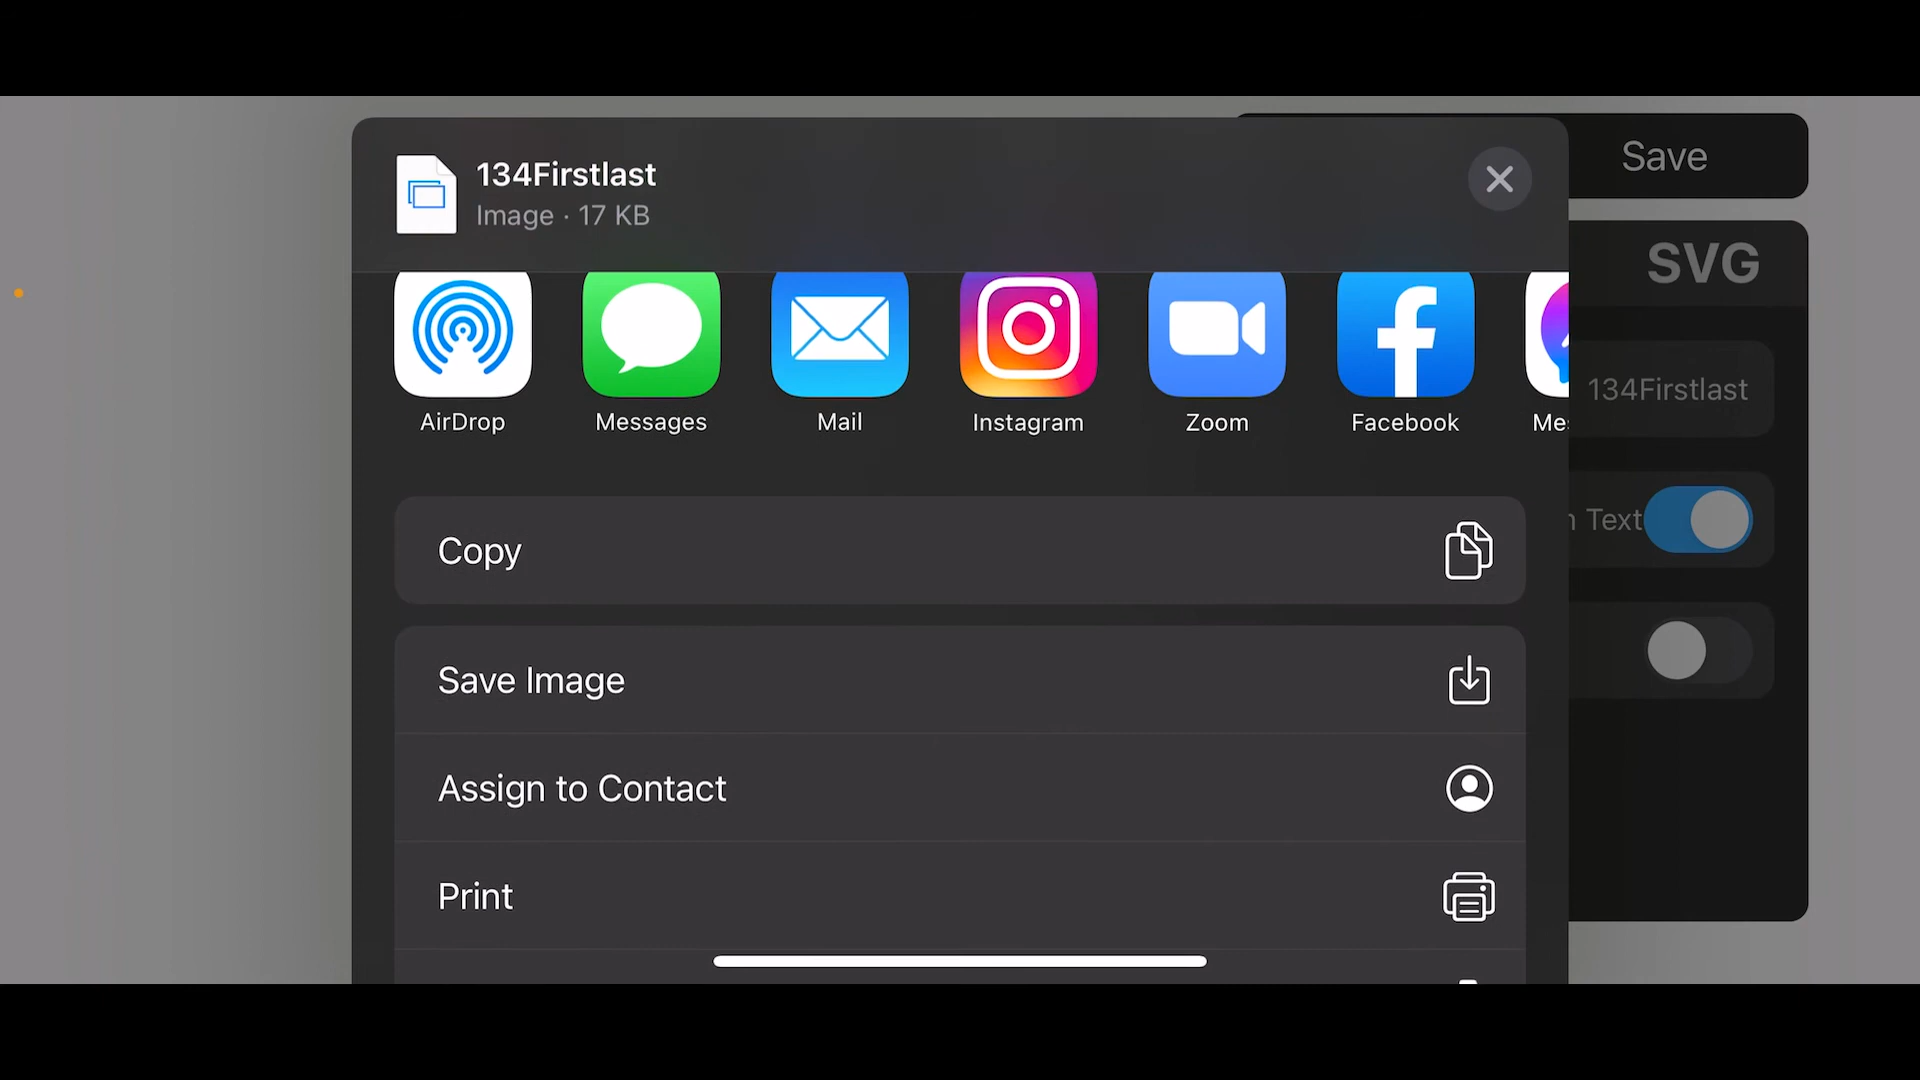 134Firstlast
Image · 17 KB
Save
SVG
AirDrop
Messages
Mail
Instagram
Zoom
Facebook
134Firstlast
Copy
Text
Save Image
Assign to Contact
Print